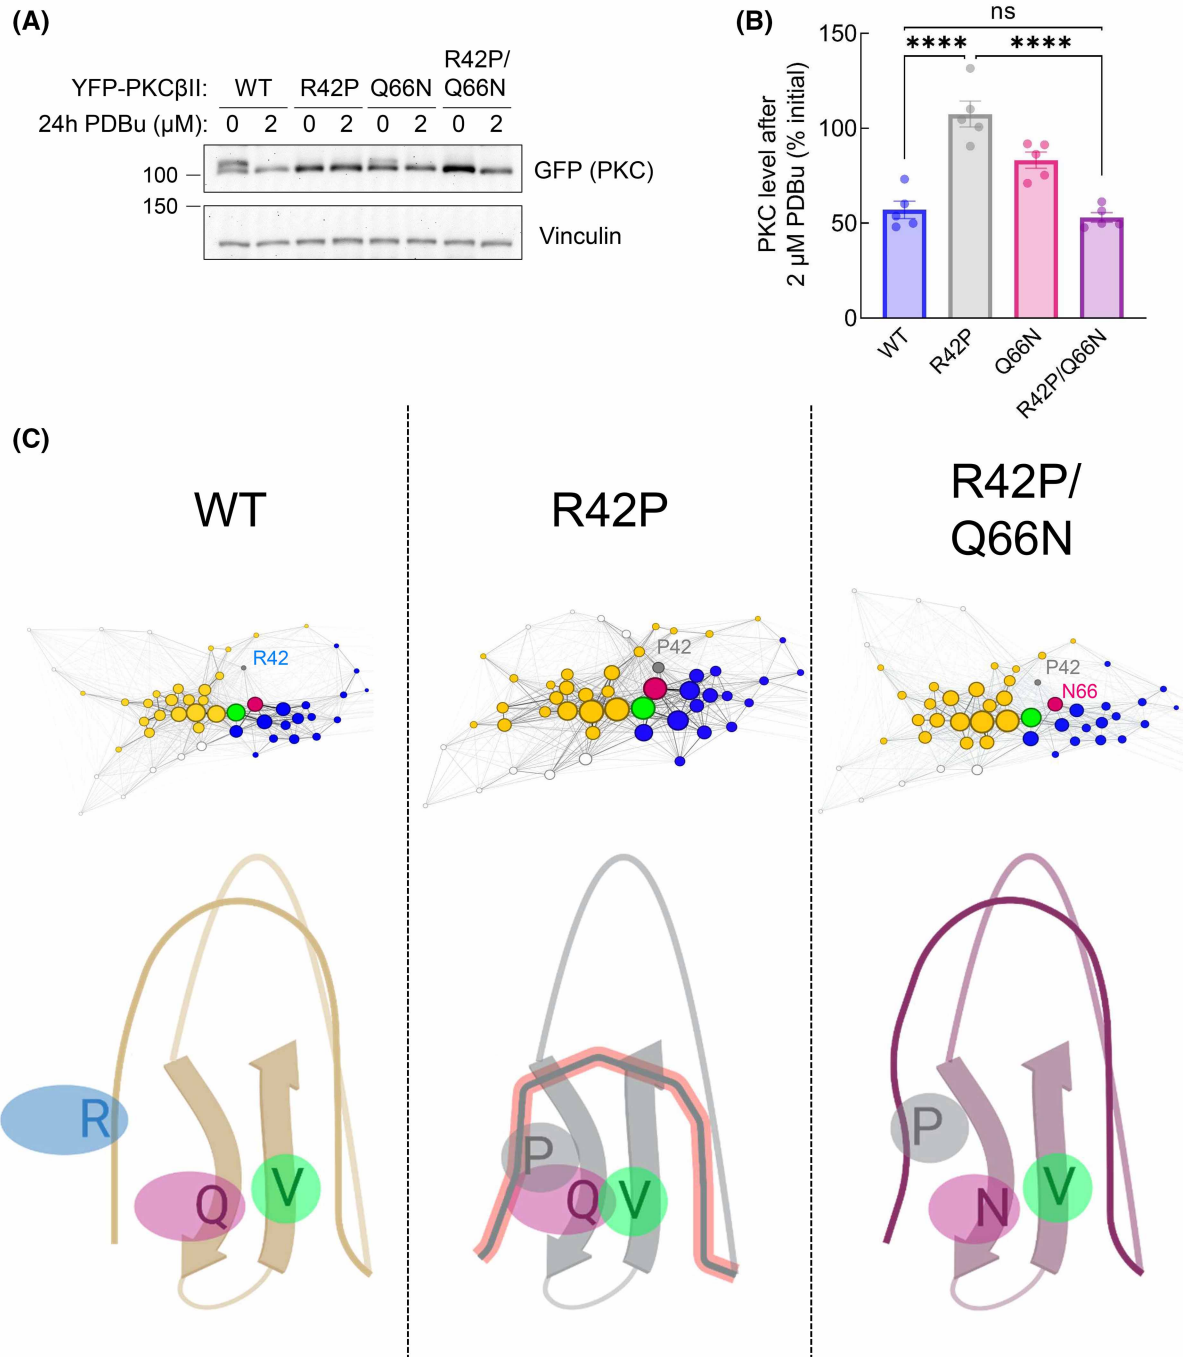 (A)
YFP-PKCβII: WT R42P Q66N R42P/
Q66N
24h PDBu (μM): 0 2 0 2 0 2 0 2
100
GFP (PKC)
150
Vinculin
(B)
ns
**** ****
PKC level after
2 μM PDBu (% initial)
150
100
50
0
WT
R42P
Q66N
R42P/Q66N
(C)
WT
R42P
R42P/
Q66N
R42
P42
P42
N66
R
Q
V
P
Q
V
P
N
V